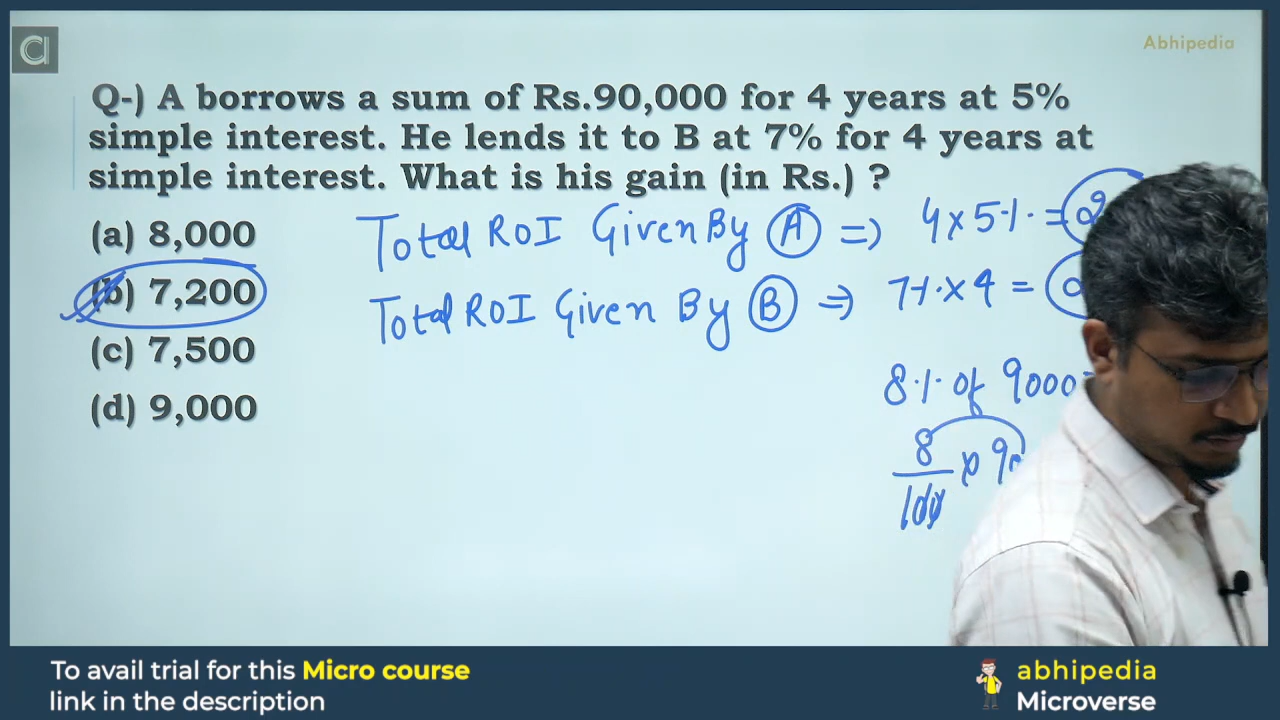 Abhipedia
Q-) A borrows a sum of Rs.90,000 for 4 years at 5%
simple interest. He lends it to B at 7% for 4 years at
simple interest. What is his gain (in Rs.) ?
(a) 8,000
(b) 7,200
(c) 7,500
(d) 9,000
Total RoI Given By A => 4 x 5% =
Total RoI Given By B => 7% x 4 =
8% of 9000
8
100 x 90
To avail trial for this Micro course
link in the description
abhipedia
Microverse